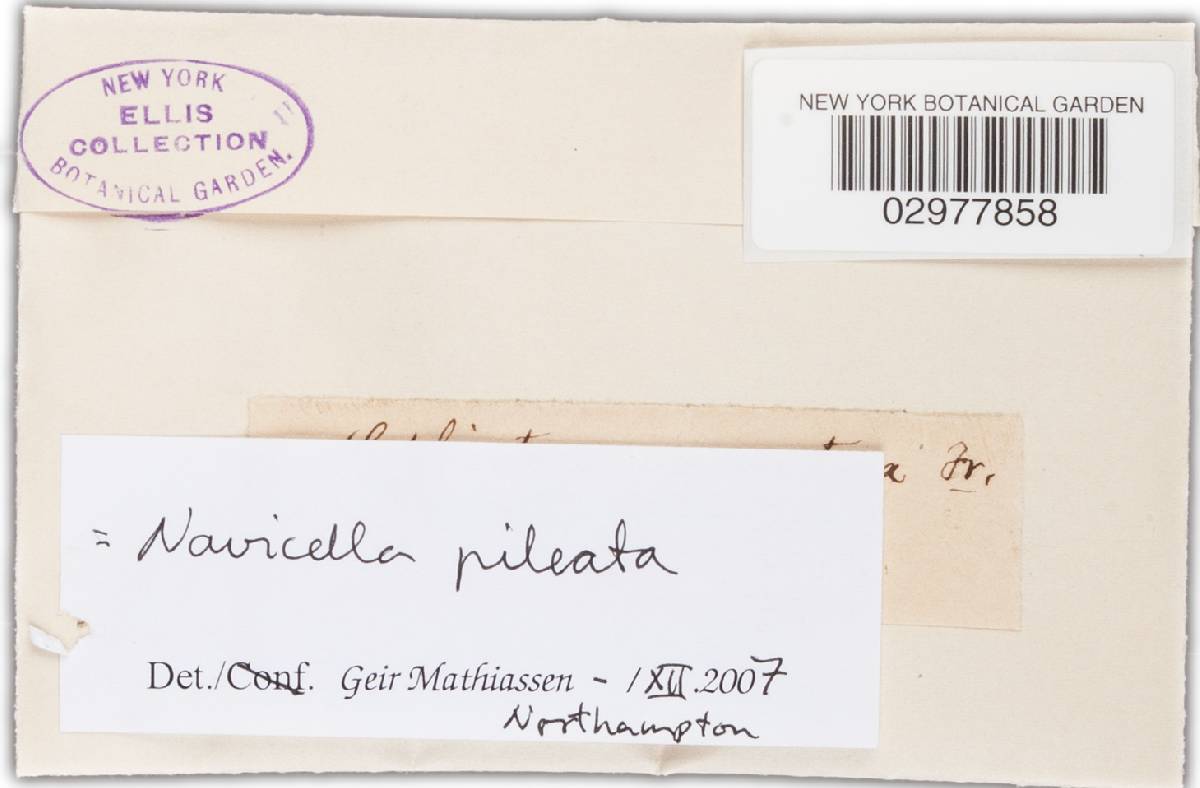 NEW YORK
ELLIS
COLLECTION
BOTANICAL GARDEN.
NEW YORK BOTANICAL GARDEN
02977858
Fr.
= Navicella pileata
Det./Conf. Geir Mathiassen - /XII.2007
Northampton